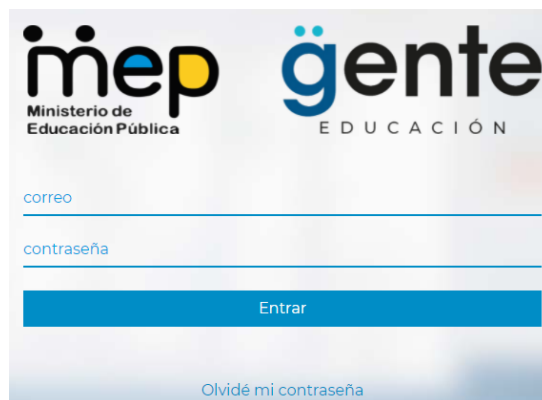 mep
Ministerio de
Educación Pública
gente
EDUCACIÓN
correo
contraseña
Entrar
Olvidé mi contraseña